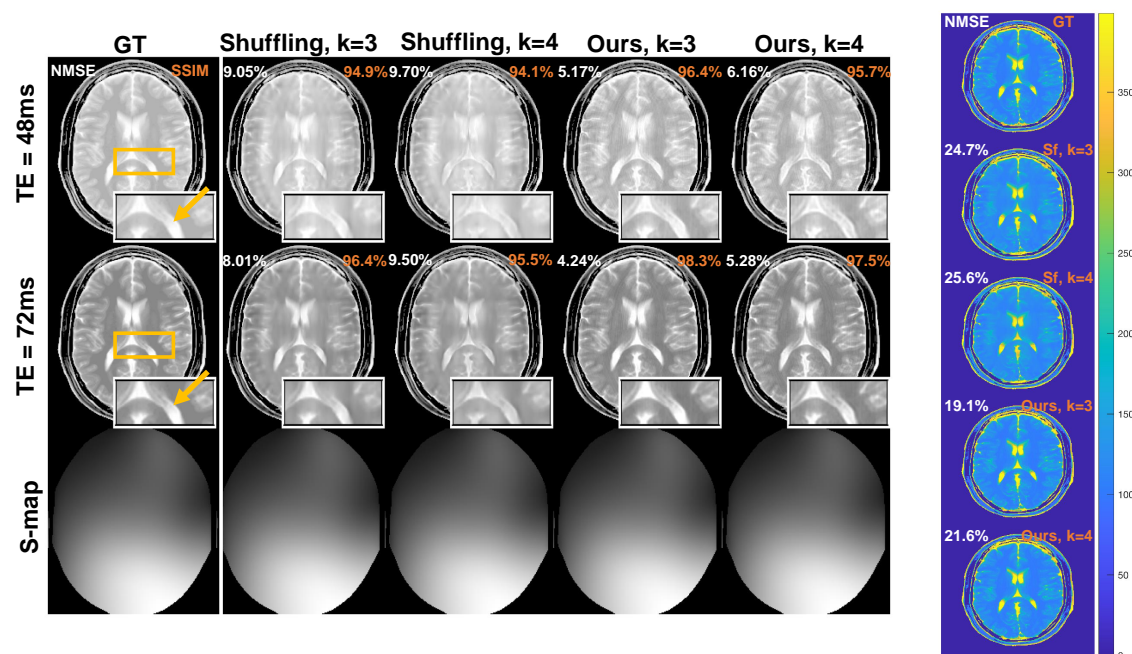 GT
Shuffling, k=3
Shuffling, k=4
Ours, k=3
Ours, k=4
TE = 48ms
NMSE
SSIM
9.05%
94.9%
9.70%
94.1%
5.17%
96.4%
6.16%
95.7%
TE = 72ms
8.01%
96.4%
9.50%
95.5%
4.24%
98.3%
5.28%
97.5%
S-map
NMSE
GT
24.7%
Sf, k=3
25.6%
Sf, k=4
19.1%
Ours, k=3
21.6%
Ours, k=4
350
300
250
200
150
100
50
0